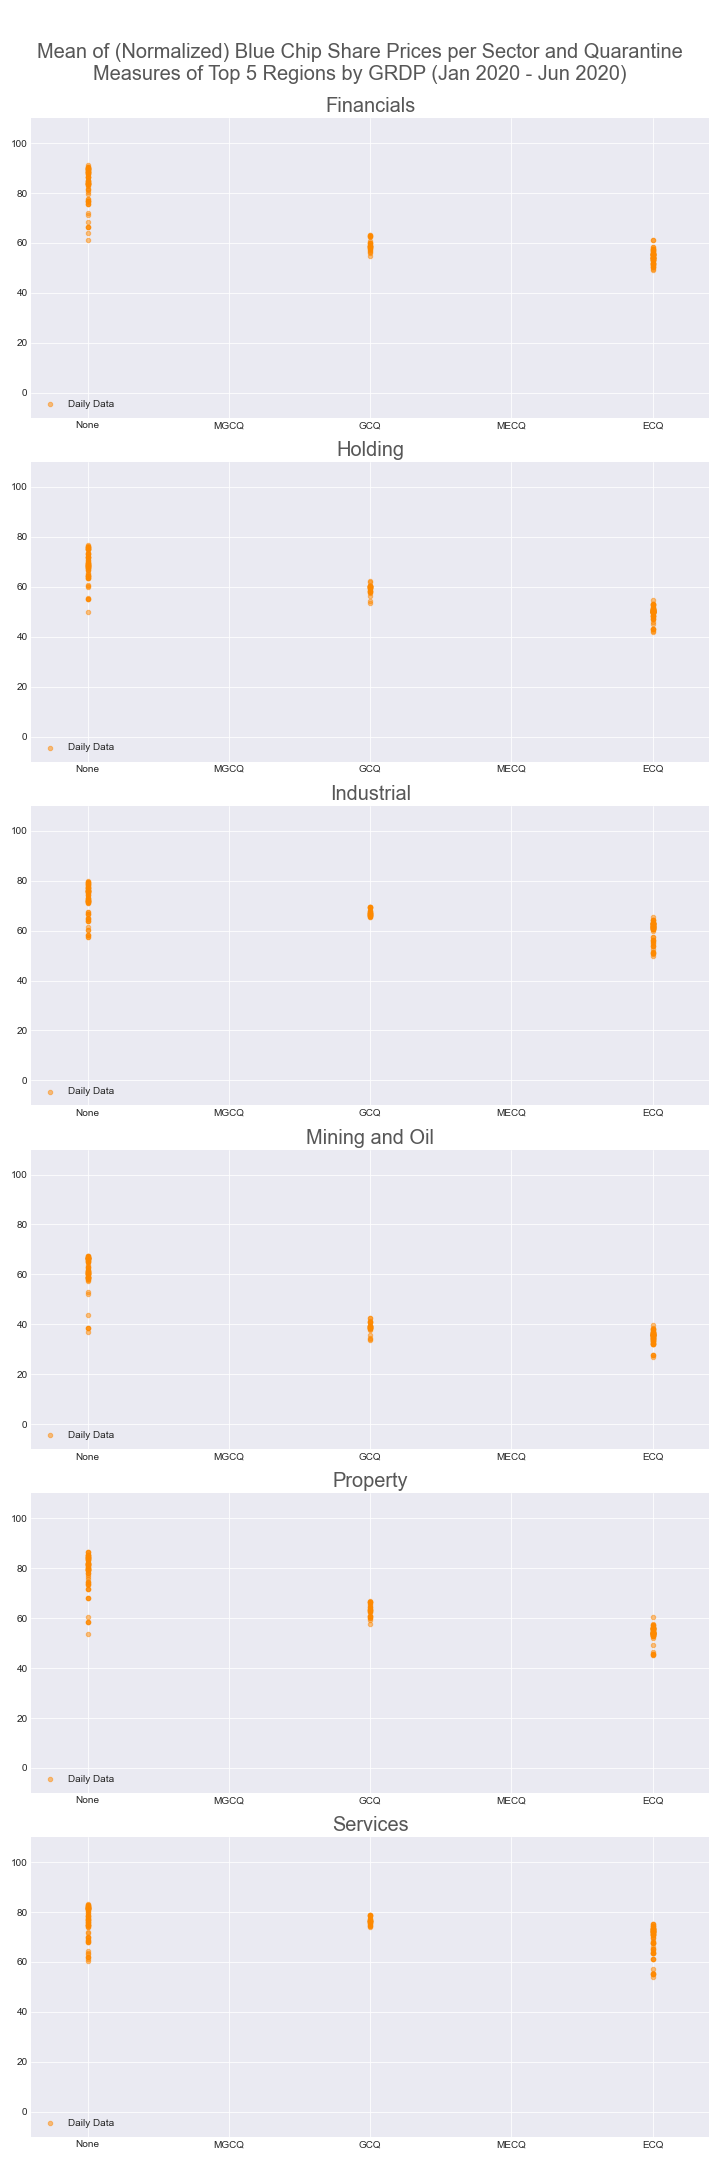 Mean of (Normalized) Blue Chip Share Prices per Sector and Quarantine
Measures of Top 5 Regions by GRDP (Jan 2020 - Jun 2020)
Financials
100
80
60
40
20
0
Daily Data
None MGCQ GCQ MECQ ECQ
Holding
100
80
60
40
20
0
Daily Data
None MGCQ GCQ MECQ ECQ
Industrial
100
80
60
40
20
0
Daily Data
None MGCQ GCQ MECQ ECQ
Mining and Oil
100
80
60
40
20
0
Daily Data
None MGCQ GCQ MECQ ECQ
Property
100
80
60
40
20
0
Daily Data
None MGCQ GCQ MECQ ECQ
Services
100
80
60
40
20
0
Daily Data
None MGCQ GCQ MECQ ECQ